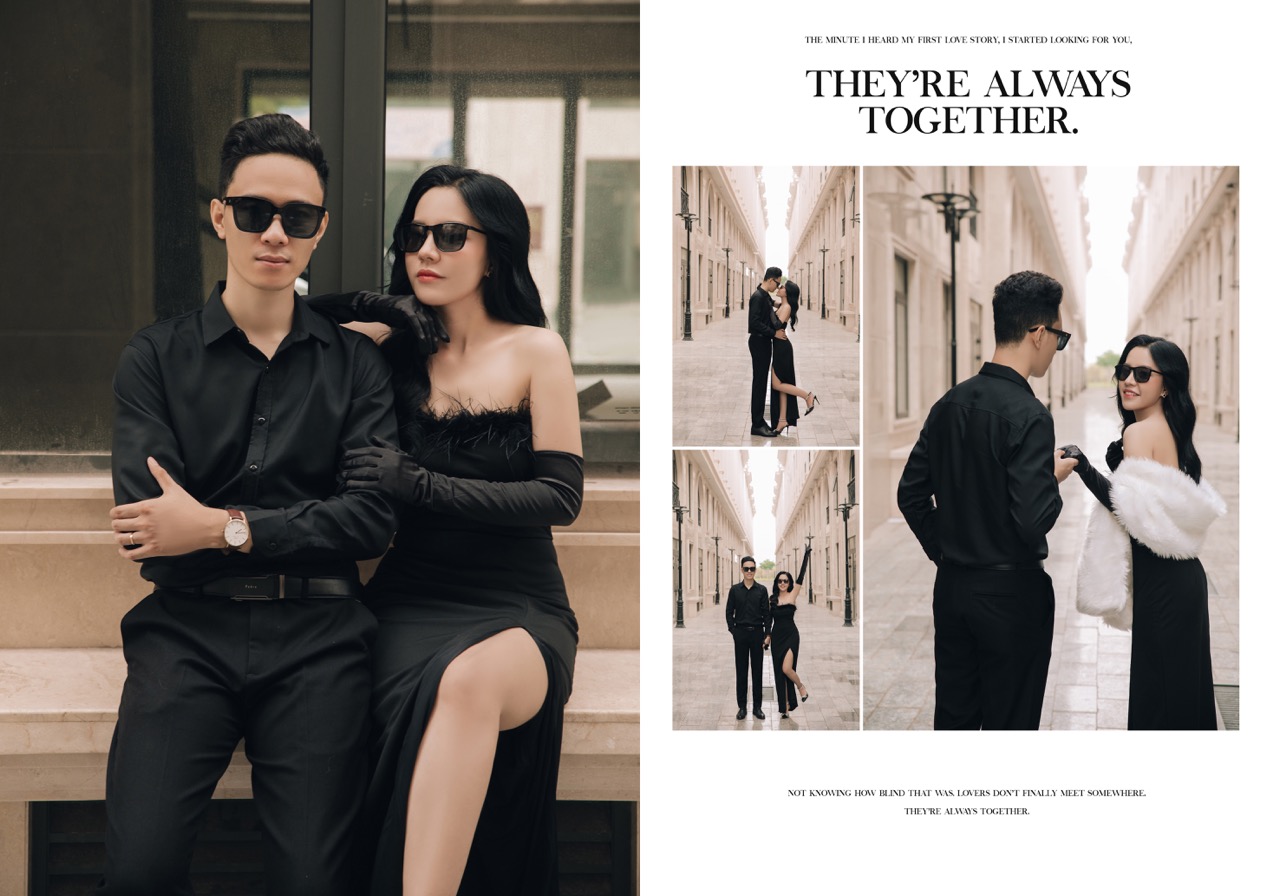 THE MINUTE I HEARD MY FIRST LOVE STORY, I STARTED LOOKING FOR YOU,
THEY'RE ALWAYS
TOGETHER.
NOT KNOWING HOW BLIND THAT WAS. LOVERS DON'T FINALLY MEET SOMEWHERE.
THEY'RE ALWAYS TOGETHER.